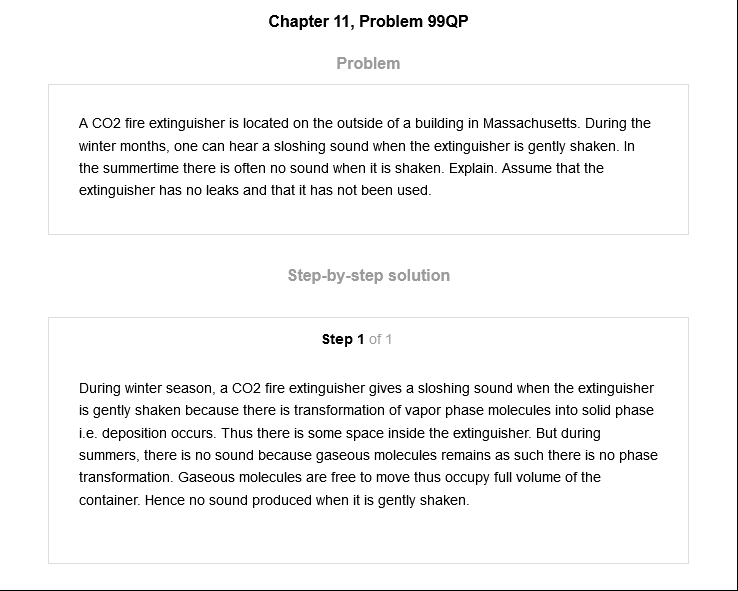 Chapter 11, Problem 99QP
Problem
A CO2 fire extinguisher is located on the outside of a building in Massachusetts. During the
winter months, one can hear a sloshing sound when the extinguisher is gently shaken. In
the summertime there is often no sound when it is shaken. Explain. Assume that the
extinguisher has no leaks and that it has not been used.
Step-by-step solution
Step 1 of 1
During winter season, a CO2 fire extinguisher gives a sloshing sound when the extinguisher
is gently shaken because there is transformation of vapor phase molecules into solid phase
i.e. deposition occurs. Thus there is some space inside the extinguisher. But during
summers, there is no sound because gaseous molecules remains as such there is no phase
transformation. Gaseous molecules are free to move thus occupy full volume of the
container. Hence no sound produced when it is gently shaken.